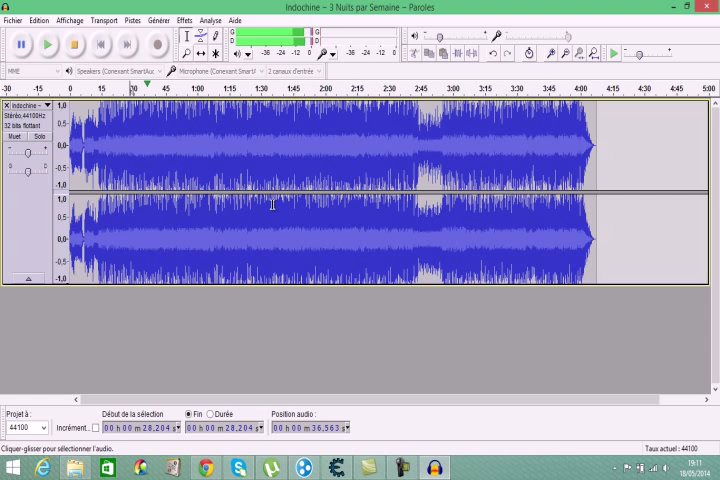 Indochine ~ 3 Nuits par Semaine ~ Paroles
Fichier Edition Affichage Transport Pistes Générer Effets Analyse Aide
G G
D D
-36 -24 -12 0 -36 -24 -12 0
MME Speakers (Conexant SmartAuc Microphone (Conexant SmartA 2 canaux d'entrée
-30 -15 0 15 30 45 1:00 1:15 1:30 1:45 2:00 2:15 2:30 2:45 3:00 3:15 3:30 3:45 4:00 4:15 4:30 4:45 5:00
Indochine ~
Stéréo,44100Hz
32 bits flottant
Muet Solo
- +
G D
1,0
0,5-
0,0-
-0,5-
-1,0
1,0
0,5-
0,0-
-0,5-
-1,0
Projet à : Début de la sélection Fin Durée Position audio :
44100 Incrément.. 00 h 00 m 28,204 s 00 h 00 m 28,204 s 00 h 00 m 36,563 s
Cliquer-glisser pour sélectionner l'audio. Taux actuel : 44100
19:11
18/05/2014